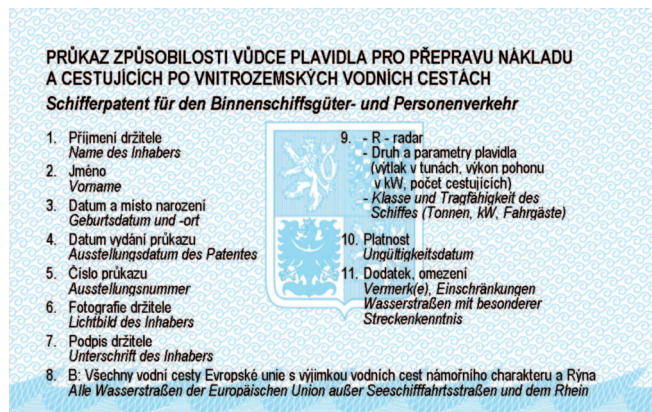 PRŮKAZ ZPŮSOBILOSTI VŮDCE PLAVIDLA PRO PŘEPRAVU NÁKLADU
A CESTUJÍCÍCH PO VNITROZEMSKÝCH VODNÍCH CESTÁCH
Schifferpatent für den Binnenschiffsgüter- und Personenverkehr
1. Příjmení držitele
Name des Inhabers
2. Jméno
Vorname
3. Datum a místo narození
Geburtsdatum und -ort
4. Datum vydání průkazu
Ausstellungsdatum des Patentes
5. Číslo průkazu
Ausstellungsnummer
6. Fotografie držitele
Lichtbild des Inhabers
7. Podpis držitele
Unterschrift des Inhabers
9. - R - radar
- Druh a parametry plavidla
(výtlak v tunách, výkon pohonu
v kW, počet cestujících)
- Klasse und Tragfähigkeit des
Schiffes (Tonnen, kW, Fahrgäste)
10. Platnost
Ungültigkeitsdatum
11. Dodatek, omezení
Vermerk(e), Einschränkungen
Wasserstraßen mit besonderer
Streckenkenntnis
8. B: Všechny vodní cesty Evropské unie s výjimkou vodních cest námořního charakteru a Rýna
Alle Wasserstraßen der Europäischen Union außer Seeschifffahrtsstraßen und dem Rhein